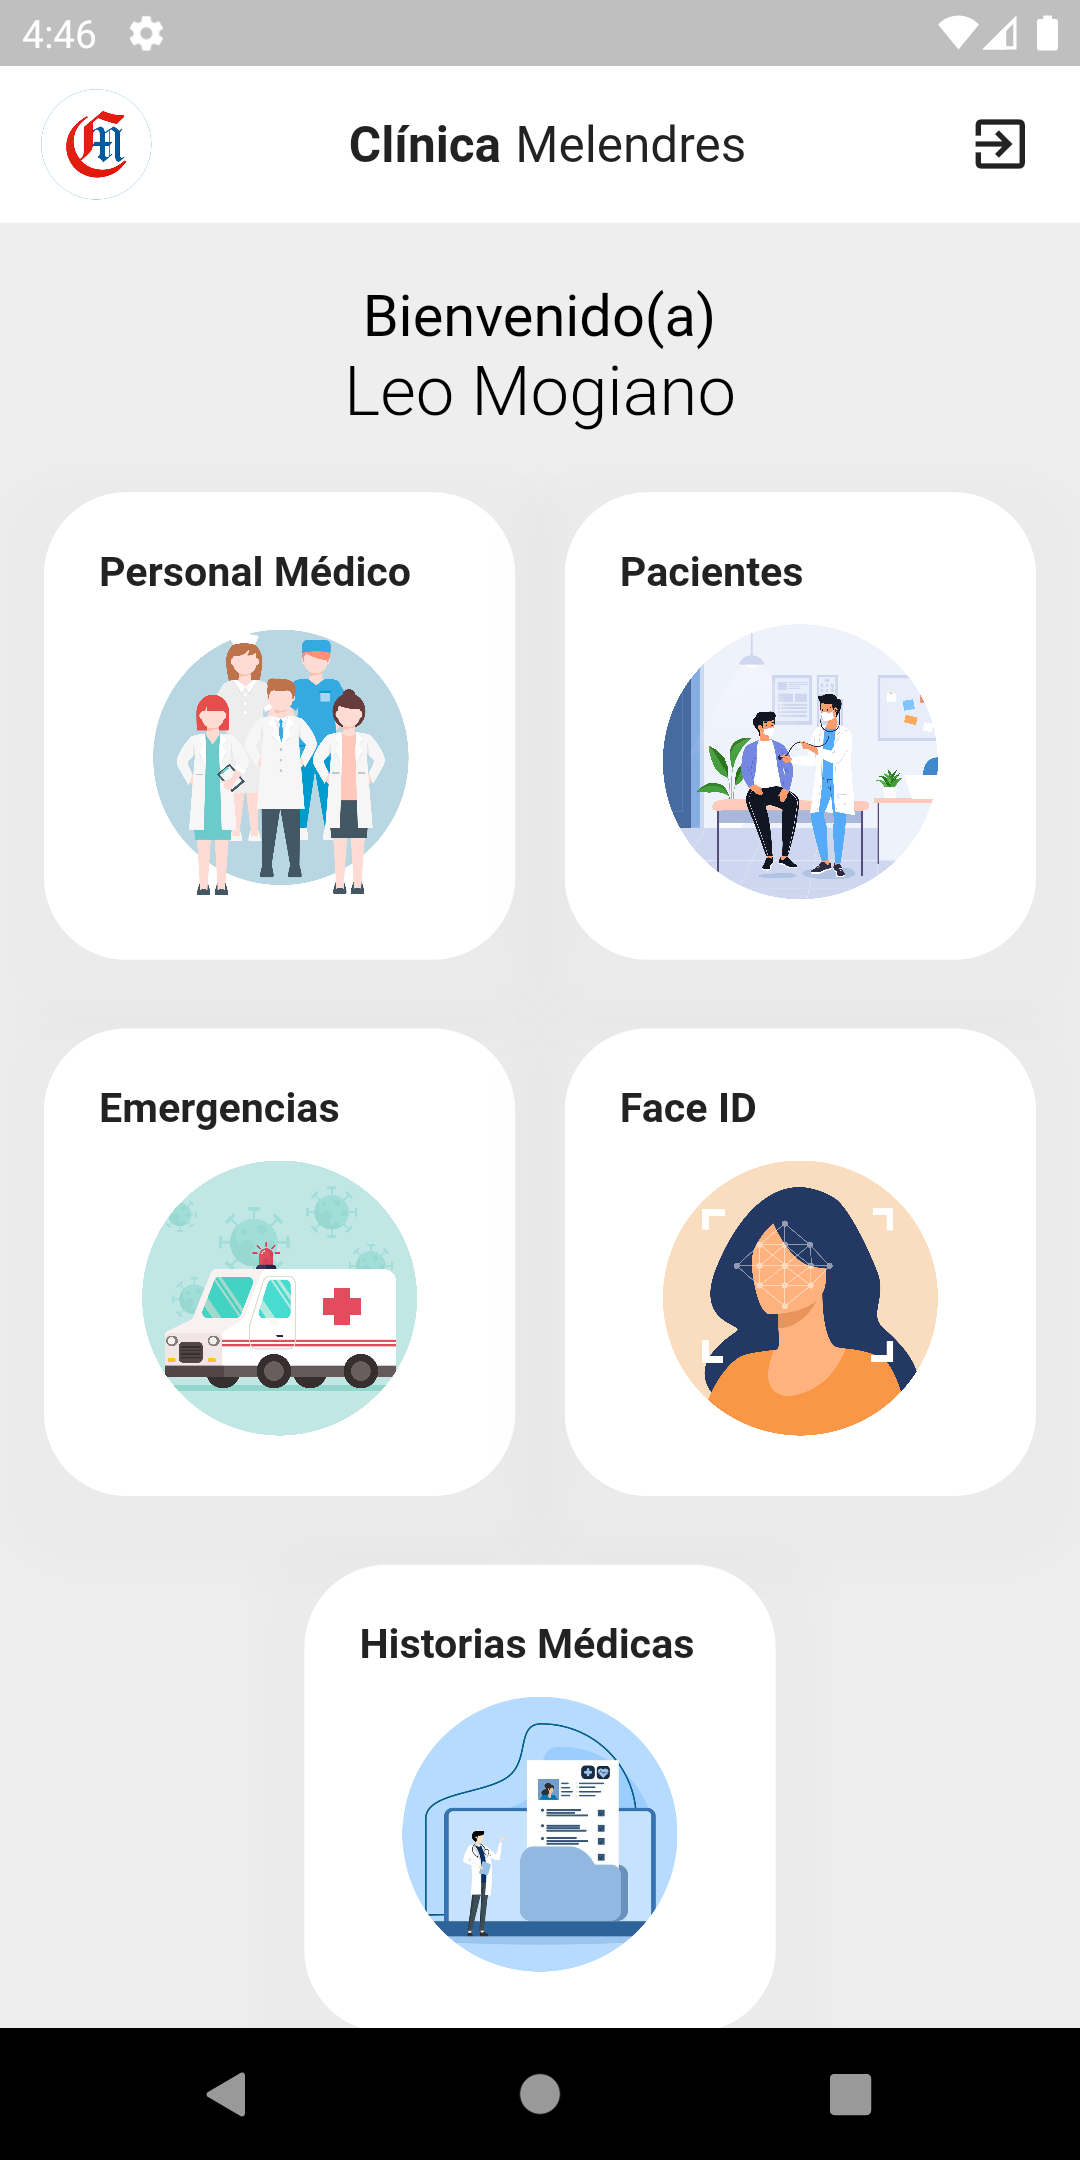 4:46
Clínica Melendres
Bienvenido(a)
Leo Mogiano
Personal Médico
Pacientes
Emergencias
Face ID
Historias Médicas